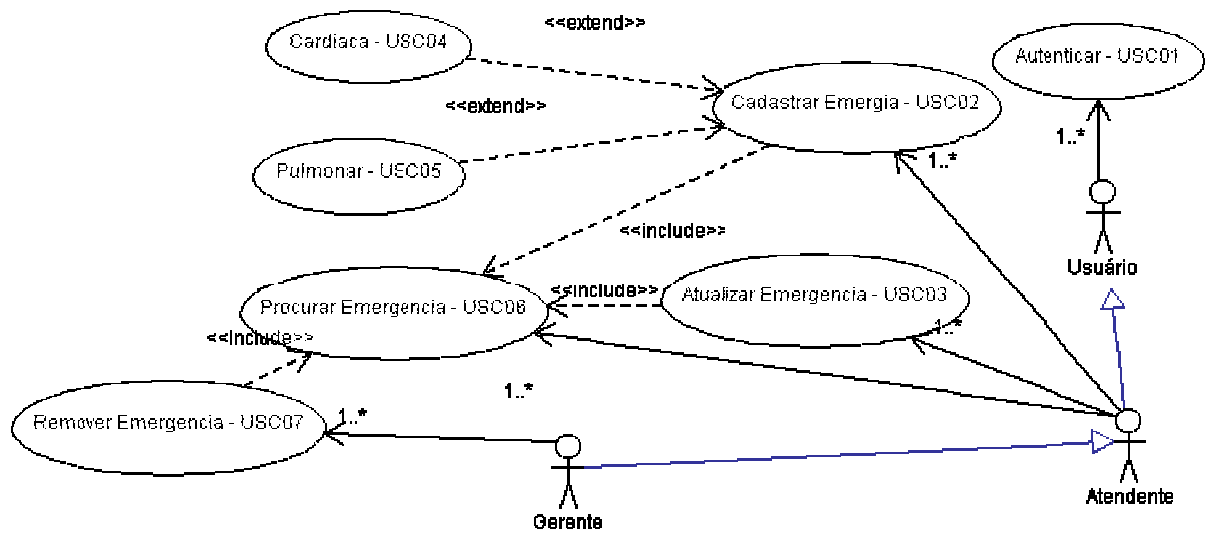 <<extend>>
Cardiaca - USC04
Autenticar - USC01
<<extend>>
Cadastrar Emergia - USC02
1..*
1..*
Pulmonar - USC05
<<include>>
Usuário
<<include>>
Atualizar Emergencia - USC03
Procurar Emergencia - USC06
1..*
<<include>>
1..*
1..*
Remover Emergencia - USC07
Atendente
Gerente